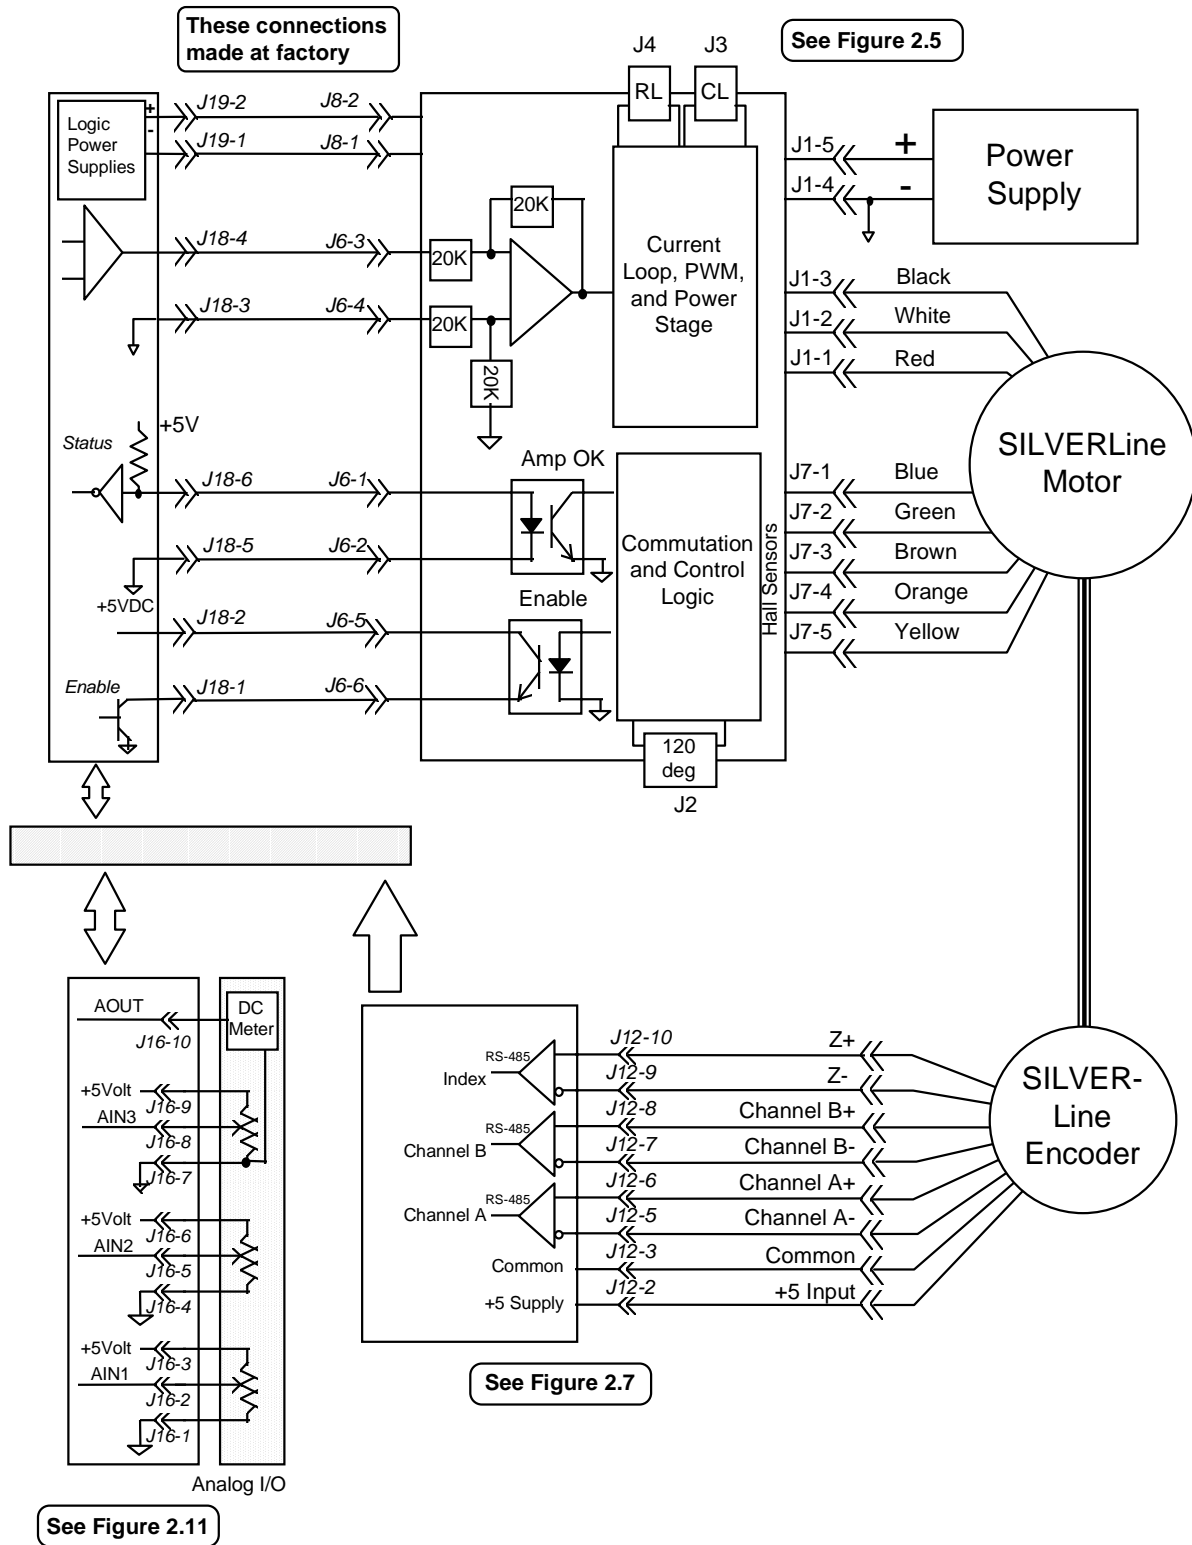 These connections
made at factory
J4
J3
See Figure 2.5
RL
CL
Logic
Power
Supplies
+
-
J19-2
J8-2
J19-1
J8-1
J1-5
+
J1-4
-
Power
Supply
20K
J18-4
J6-3
20K
J18-3
J6-4
20K
20K
Current
Loop, PWM,
and Power
Stage
J1-3
Black
J1-2
White
J1-1
Red
SILVERLine
Motor
+5V
Status
J18-6
J6-1
Amp OK
J18-5
J6-2
+5VDC
J18-2
J6-5
Enable
Enable
J18-1
J6-6
Commutation
and Control
Logic
Hall Sensors
J7-1
Blue
J7-2
Green
J7-3
Brown
J7-4
Orange
J7-5
Yellow
120
deg
J2
AOUT
J16-10
DC
Meter
+5Volt
J16-9
AIN3
J16-8
J16-7
+5Volt
J16-6
AIN2
J16-5
J16-4
+5Volt
J16-3
AIN1
J16-2
J16-1
Analog I/O
See Figure 2.11
RS-485
Index
J12-10
Z+
J12-9
Z-
RS-485
Channel B
J12-8
Channel B+
J12-7
Channel B-
RS-485
Channel A
J12-6
Channel A+
J12-5
Channel A-
Common
J12-3
Common
+5 Supply
J12-2
+5 Input
SILVER-
Line
Encoder
See Figure 2.7